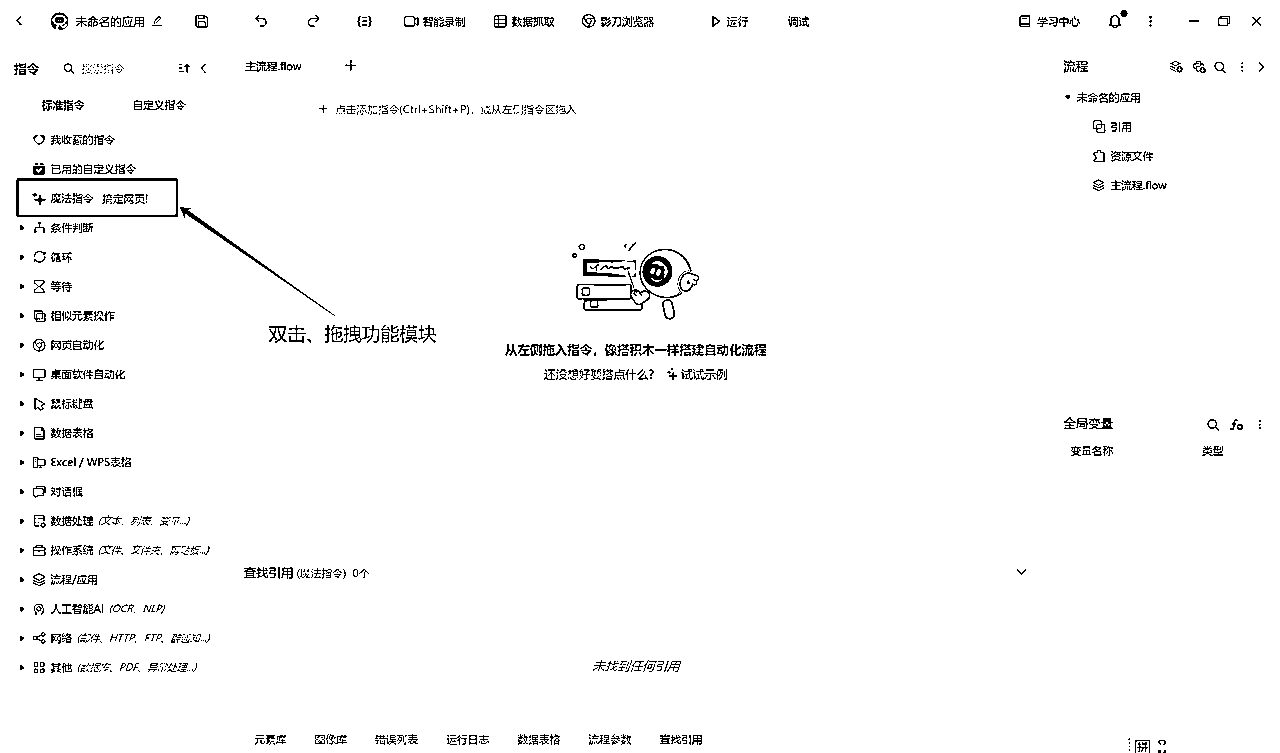 未命名的应用 智能录制 数据抓取 影刀浏览器 运行 调试 学习中心
指令 搜索指令
标准指令 自定义指令
我收藏的指令
已用的自定义指令
魔法指令 搞定网页!
条件判断
循环
等待
相似元素操作
网页自动化
桌面软件自动化
鼠标键盘
数据表格
Excel / WPS表格
对话框
数据处理 (文本、列表、变量...)
操作系统 (文件、文件夹、剪贴板...)
流程/应用
人工智能AI (OCR、NLP)
网络 (邮件、HTTP、FTP、群通知...)
其他 (数据库、PDF、异常处理...)
主流程.flow
点击添加指令(Ctrl+Shift+P)，或从左侧指令区拖入
双击、拖拽功能模块
从左侧拖入指令，像搭积木一样搭建自动化流程
还没想好要搭点什么? 试试示例
查找引用 (魔法指令) 0个
未找到任何引用
元素库 图像库 错误列表 运行日志 数据表格 流程参数 查找引用
流程
未命名的应用
引用
资源文件
主流程.flow
全局变量
变量名称 类型
拼